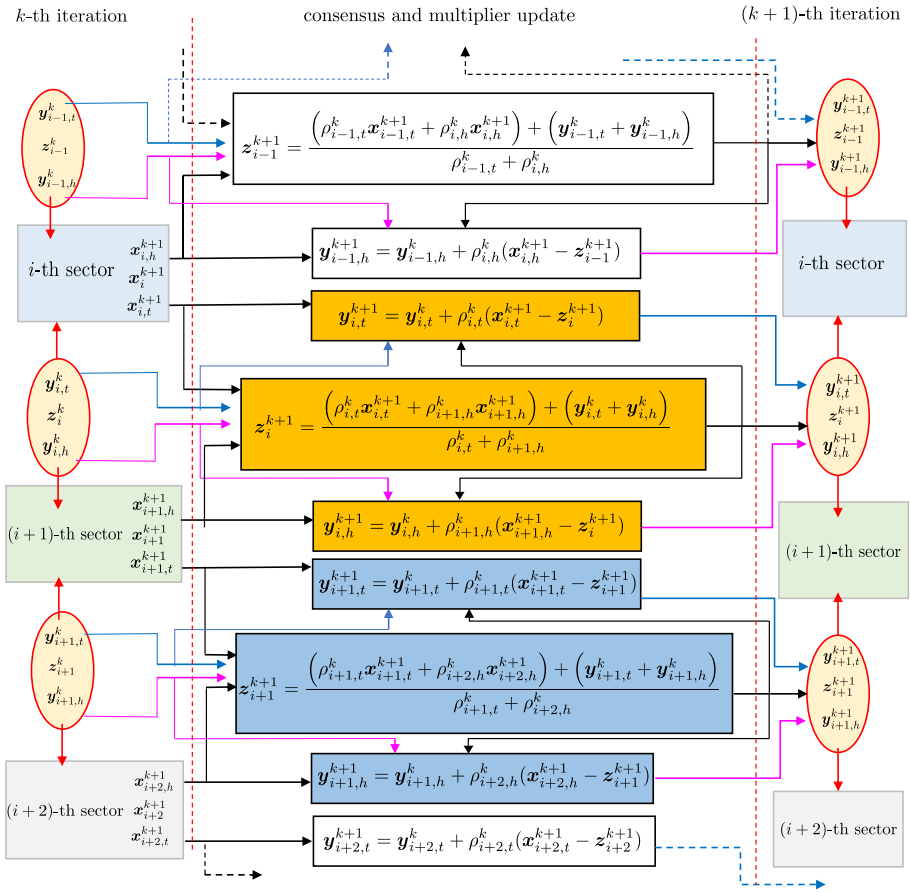 k-th iteration
consensus and multiplier update
(k + 1)-th iteration
y^k_{i−1,t}
z^k_{i−1}
y^k_{i−1,h}
z^{k+1}_{i−1} = ((ρ^k_{i−1,t} x^{k+1}_{i−1,t} + ρ^k_{i,h} x^{k+1}_{i,h}) + (y^k_{i−1,t} + y^k_{i−1,h})) / (ρ^k_{i−1,t} + ρ^k_{i,h})
y^{k+1}_{i−1,t}
z^{k+1}_{i−1}
y^{k+1}_{i−1,h}
i-th sector
x^{k+1}_{i,h}
x^{k+1}_i
x^{k+1}_{i,t}
y^{k+1}_{i−1,h} = y^k_{i−1,h} + ρ^k_{i,h}(x^{k+1}_{i,h} − z^{k+1}_{i−1})
i-th sector
y^{k+1}_{i,t} = y^k_{i,t} + ρ^k_{i,t}(x^{k+1}_{i,t} − z^{k+1}_i)
y^k_{i,t}
z^k_i
y^k_{i,h}
z^{k+1}_i = ((ρ^k_{i,t} x^{k+1}_{i,t} + ρ^k_{i+1,h} x^{k+1}_{i+1,h}) + (y^k_{i,t} + y^k_{i,h})) / (ρ^k_{i,t} + ρ^k_{i+1,h})
y^{k+1}_{i,t}
z^{k+1}_i
y^{k+1}_{i,h}
(i + 1)-th sector
x^{k+1}_{i+1,h}
x^{k+1}_{i+1}
x^{k+1}_{i+1,t}
y^{k+1}_{i,h} = y^k_{i,h} + ρ^k_{i+1,h}(x^{k+1}_{i+1,h} − z^{k+1}_i)
(i + 1)-th sector
y^{k+1}_{i+1,t} = y^k_{i+1,t} + ρ^k_{i+1,t}(x^{k+1}_{i+1,t} − z^{k+1}_{i+1})
y^k_{i+1,t}
z^k_{i+1}
y^k_{i+1,h}
z^{k+1}_{i+1} = ((ρ^k_{i+1,t} x^{k+1}_{i+1,t} + ρ^k_{i+2,h} x^{k+1}_{i+2,h}) + (y^k_{i+1,t} + y^k_{i+1,h})) / (ρ^k_{i+1,t} + ρ^k_{i+2,h})
y^{k+1}_{i+1,t}
z^{k+1}_{i+1}
y^{k+1}_{i+1,h}
(i + 2)-th sector
x^{k+1}_{i+2,h}
x^{k+1}_{i+2}
x^{k+1}_{i+2,t}
y^{k+1}_{i+1,h} = y^k_{i+1,h} + ρ^k_{i+2,h}(x^{k+1}_{i+2,h} − z^{k+1}_{i+1})
(i + 2)-th sector
y^{k+1}_{i+2,t} = y^k_{i+2,t} + ρ^k_{i+2,t}(x^{k+1}_{i+2,t} − z^{k+1}_{i+2})